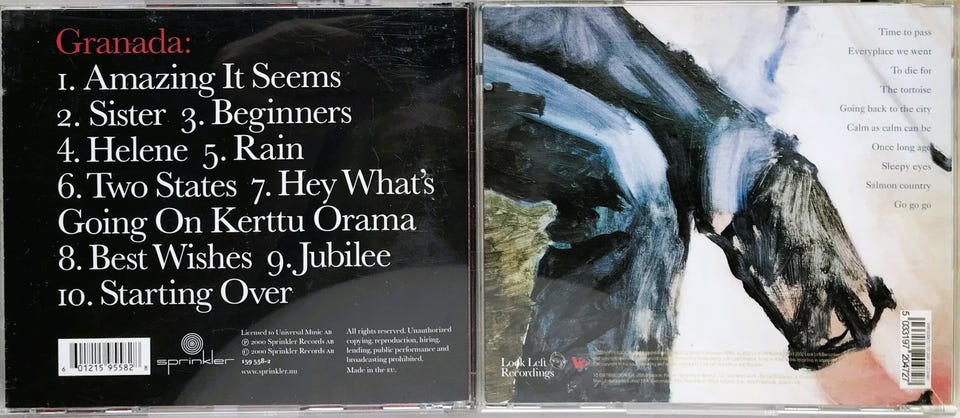 Granada:
1. Amazing It Seems
2. Sister 3. Beginners
4. Helene 5. Rain
6. Two States 7. Hey What's
Going On Kerttu Orama
8. Best Wishes 9. Jubilee
10. Starting Over
6 01215 95582 8
sprinkler
Licensed to Universal Music AB
Ⓟ 2000 Sprinkler Records AB
© 2000 Sprinkler Records AB
159 558-2
www.sprinkler.nu
All rights reserved. Unauthorized
copying, reproduction, hiring,
lending, public performance and
broadcasting prohibited.
Made in the EU.
Time to pass
Everyplace we went
To die for
The tortoise
Going back to the city
Calm as calm can be
Once long ago
Sleepy eyes
Salmon country
Go go go
Look Left
Recordings
5 033197 204727